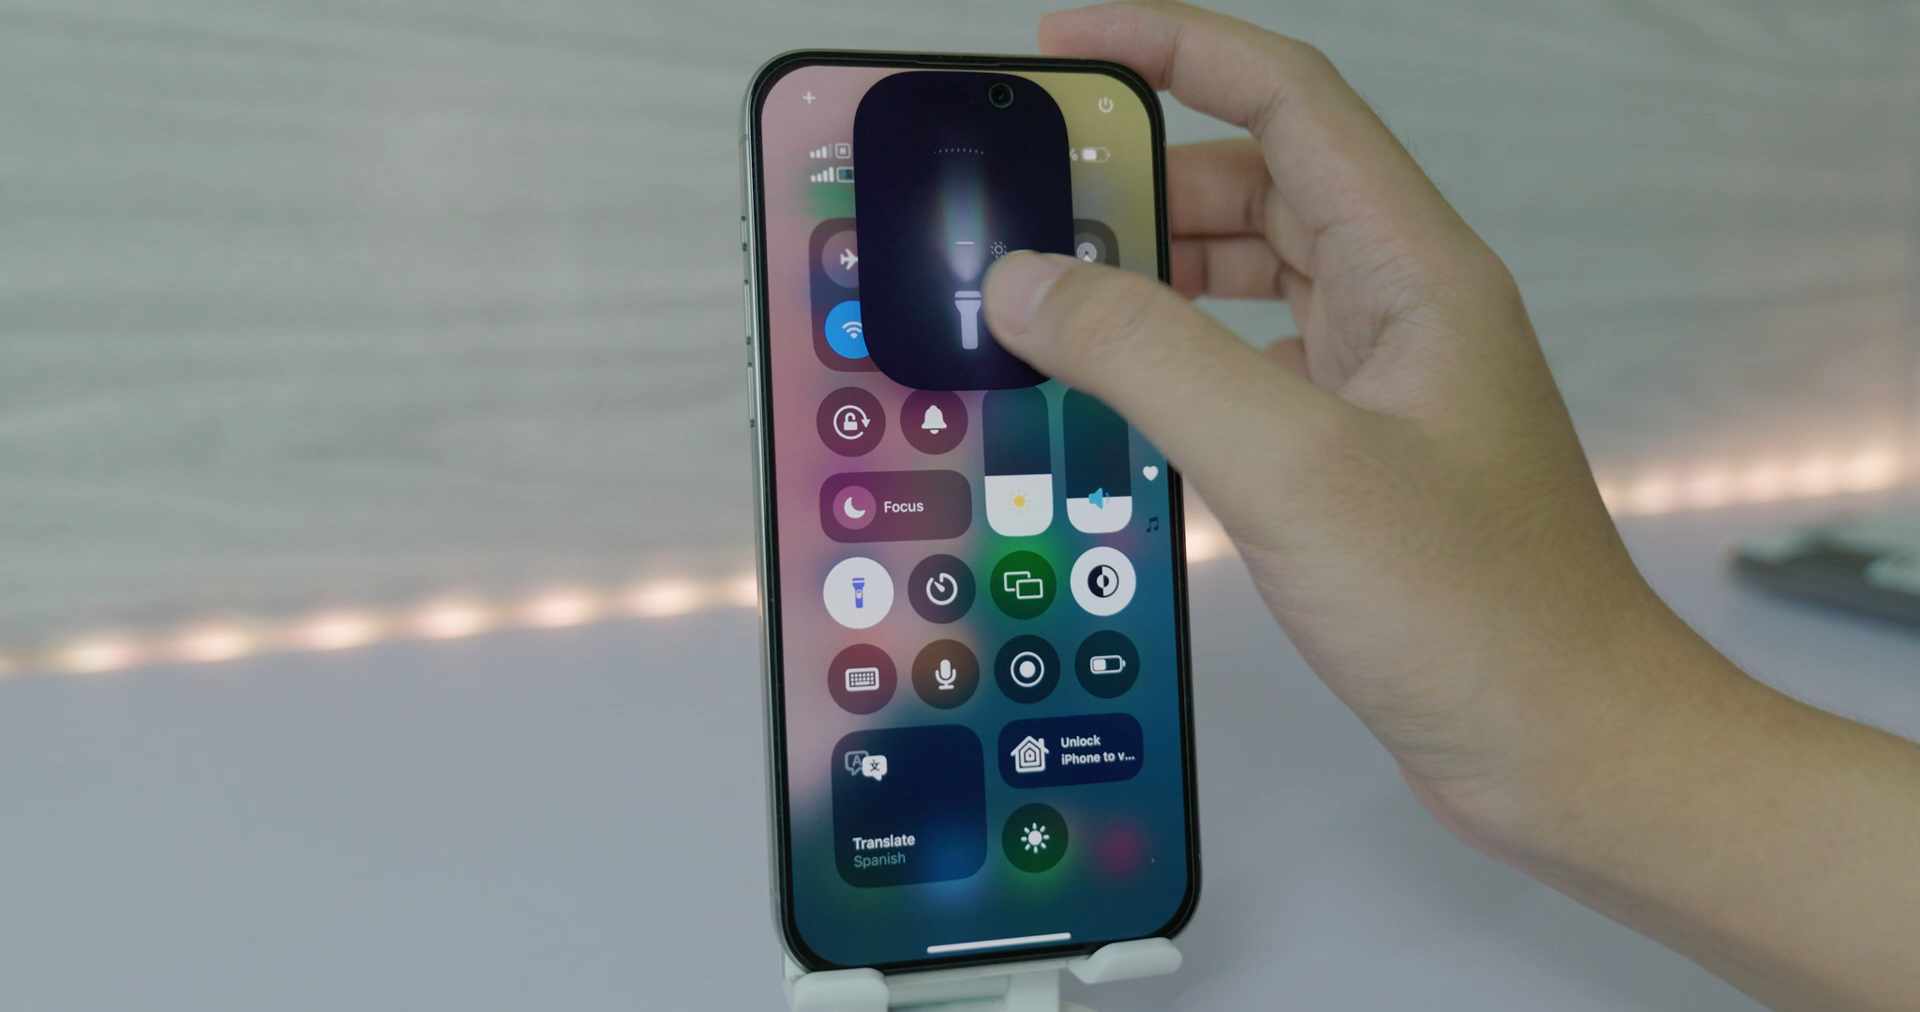 Focus
Unlock
iPhone to v...
Translate
Spanish